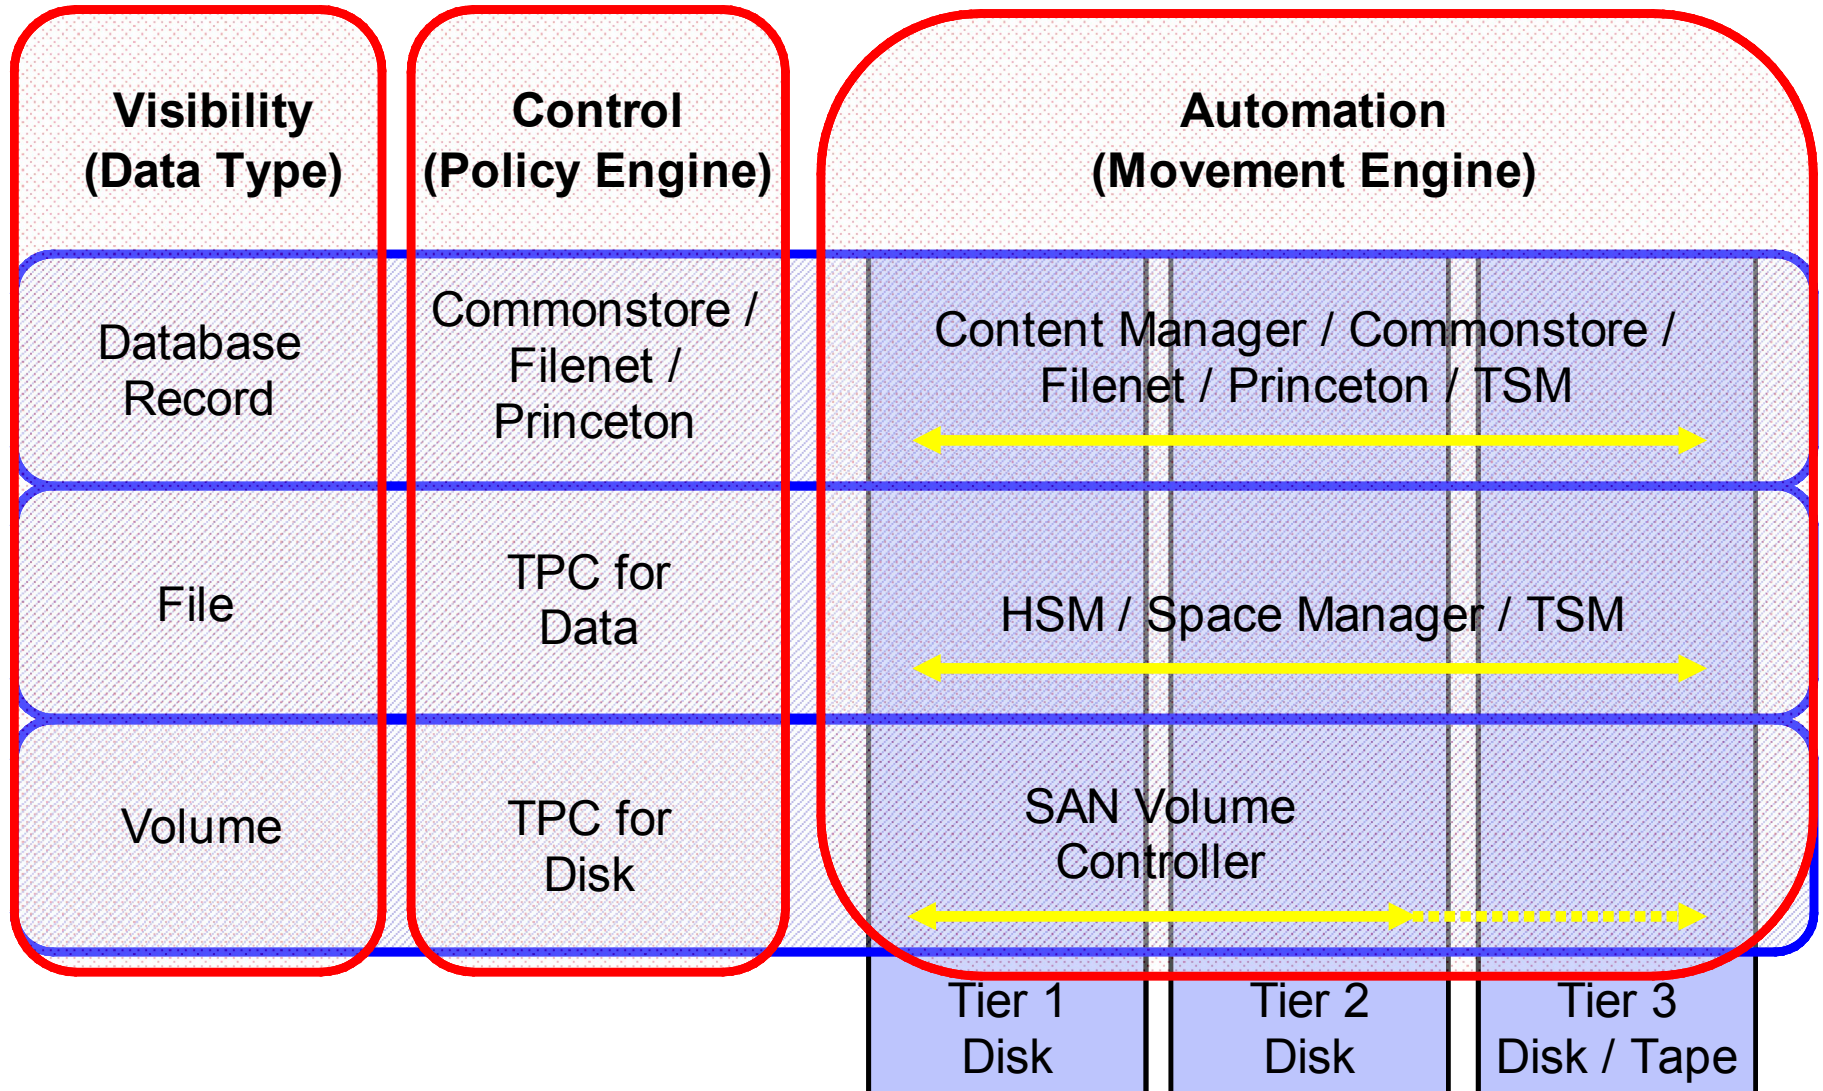 Visibility
(Data Type)
Control
(Policy Engine)
Automation
(Movement Engine)
Database
Record
Commonstore /
Filenet /
Princeton
Content Manager / Commonstore /
Filenet / Princeton / TSM
File
TPC for
Data
HSM / Space Manager / TSM
Volume
TPC for
Disk
SAN Volume
Controller
Tier 1
Disk
Tier 2
Disk
Tier 3
Disk / Tape